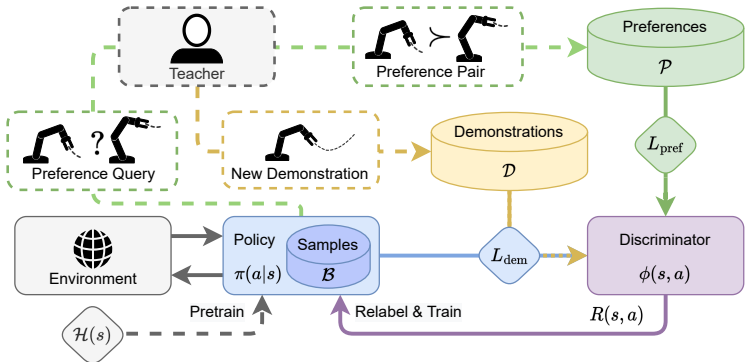 Teacher
≻
Preference Pair
Preferences
𝒫
?
Preference Query
New Demonstration
Demonstrations
𝒟
L_pref
Environment
Policy
π(a|s)
Samples
ℬ
L_dem
Discriminator
ϕ(s, a)
Pretrain
Relabel & Train
R(s, a)
ℋ(s)